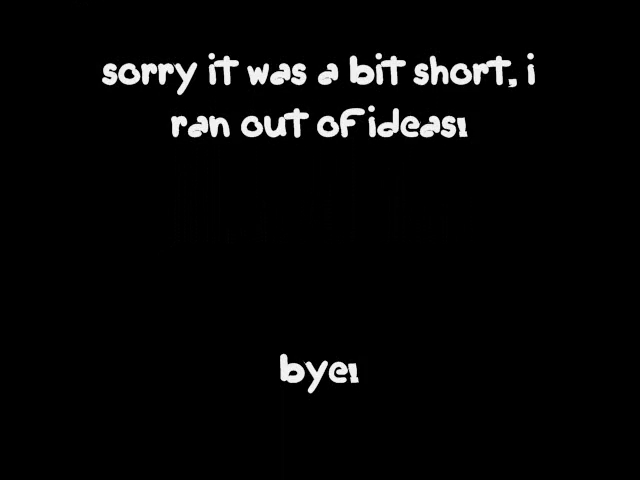 sorry it was a bit short, i
ran out of ideas!
bye!